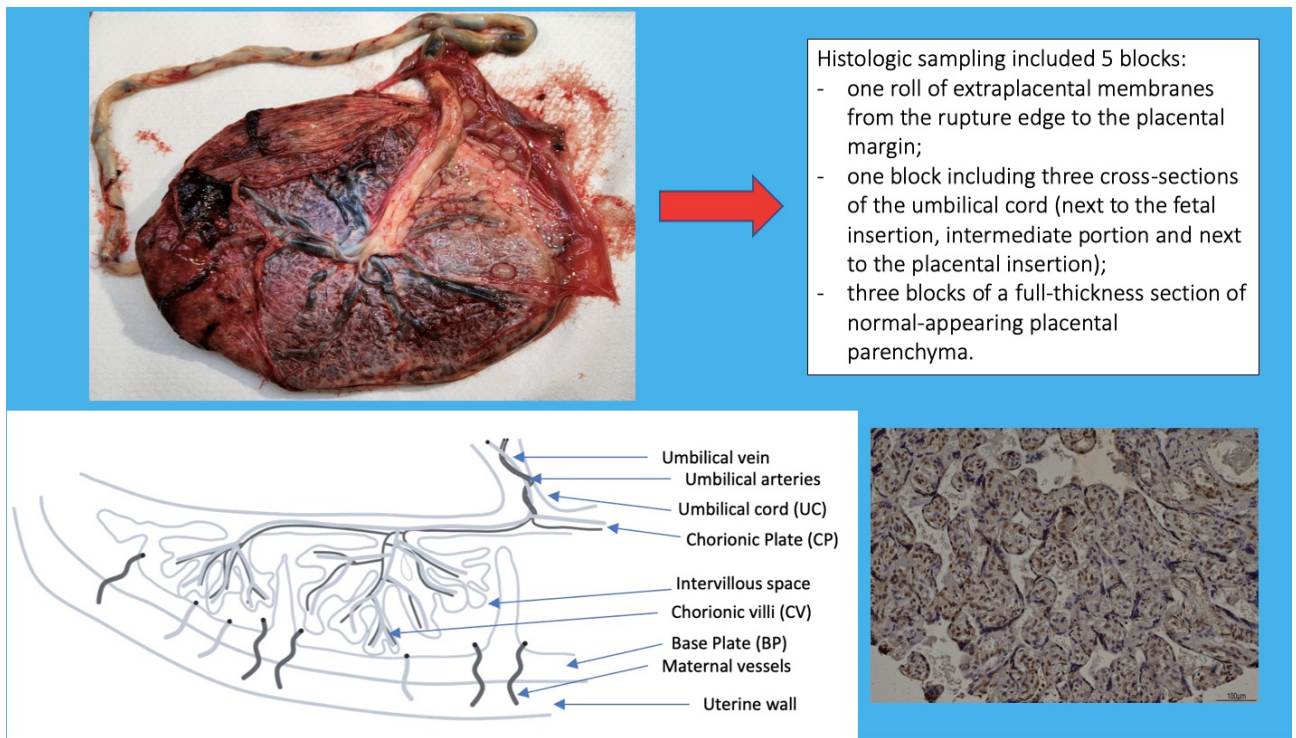 Histologic sampling included 5 blocks:
- one roll of extraplacental membranes
from the rupture edge to the placental
margin;
- one block including three cross-sections
of the umbilical cord (next to the fetal
insertion, intermediate portion and next
to the placental insertion);
- three blocks of a full-thickness section of
normal-appearing placental
parenchyma.
Umbilical vein
Umbilical arteries
Umbilical cord (UC)
Chorionic Plate (CP)
Intervillous space
Chorionic villi (CV)
Base Plate (BP)
Maternal vessels
Uterine wall
100µm